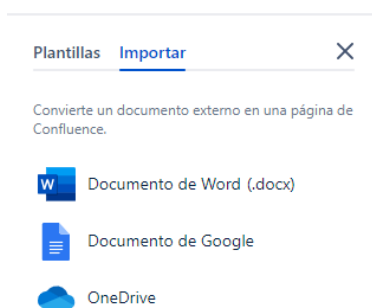 Plantillas Importar
Convierte un documento externo en una página de
Confluence.
W Documento de Word (.docx)
Documento de Google
OneDrive